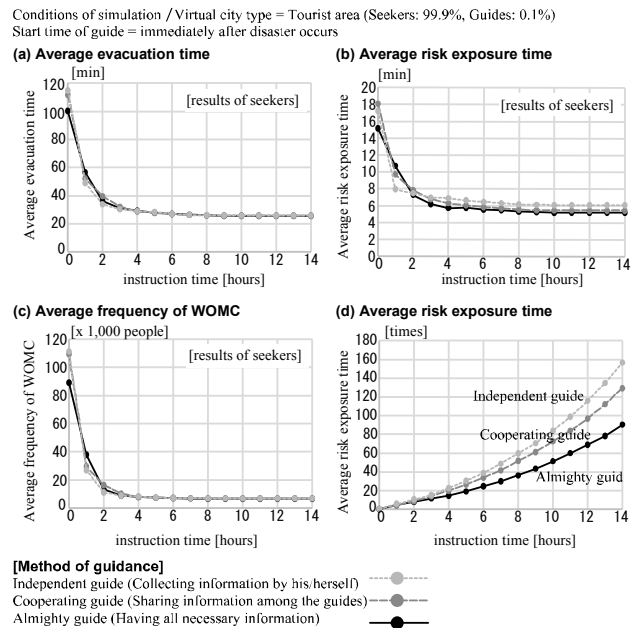 Conditions of simulation / Virtual city type = Tourist area (Seekers: 99.9%, Guides: 0.1%)
Start time of guide = immediately after disaster occurs
(a) Average evacuation time
[min]
120
100
80
60
40
20
0
Average evacuation time
[results of seekers]
0 2 4 6 8 10 12 14
instruction time [hours]
(b) Average risk exposure time
[min]
20
18
16
14
12
10
8
6
4
2
0
Average risk exposure time
[results of seekers]
0 2 4 6 8 10 12 14
instruction time [hours]
(c) Average frequency of WOMC
[x 1,000 people]
120
100
80
60
40
20
0
Average frequency of WOMC
[results of seekers]
0 2 4 6 8 10 12 14
instruction time [hours]
(d) Average risk exposure time
[times]
180
160
140
120
100
80
60
40
20
0
Average risk exposure time
Independent guide
Cooperating guide
Almighty guid
0 2 4 6 8 10 12 14
instruction time [hours]
[Method of guidance]
Independent guide (Collecting information by his/herself)
Cooperating guide (Sharing information among the guides)
Almighty guide (Having all necessary information)